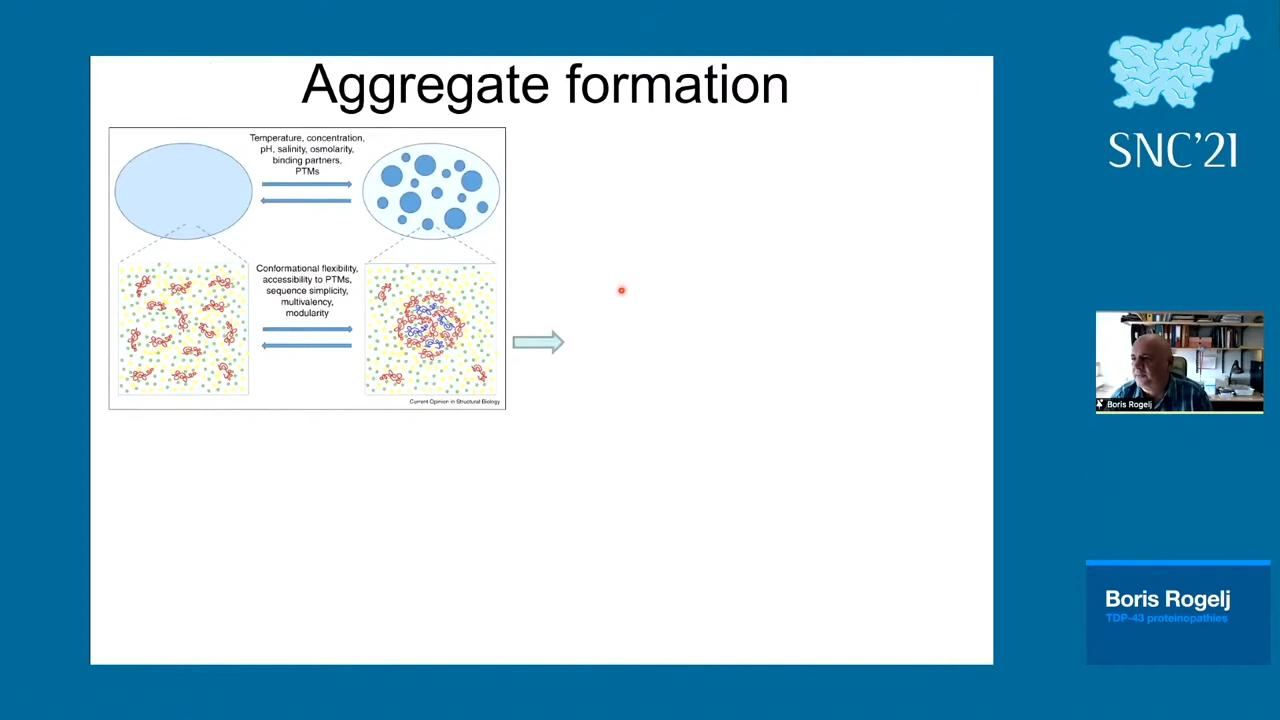 Aggregate formation
Temperature, concentration,
pH, salinity, osmolarity,
binding partners,
PTMs
Conformational flexibility,
accessibility to PTMs,
sequence simplicity,
multivalency,
modularity
Current Opinion in Structural Biology
SNC'21
Boris Rogelj
Boris Rogelj
TDP-43 proteinopathies